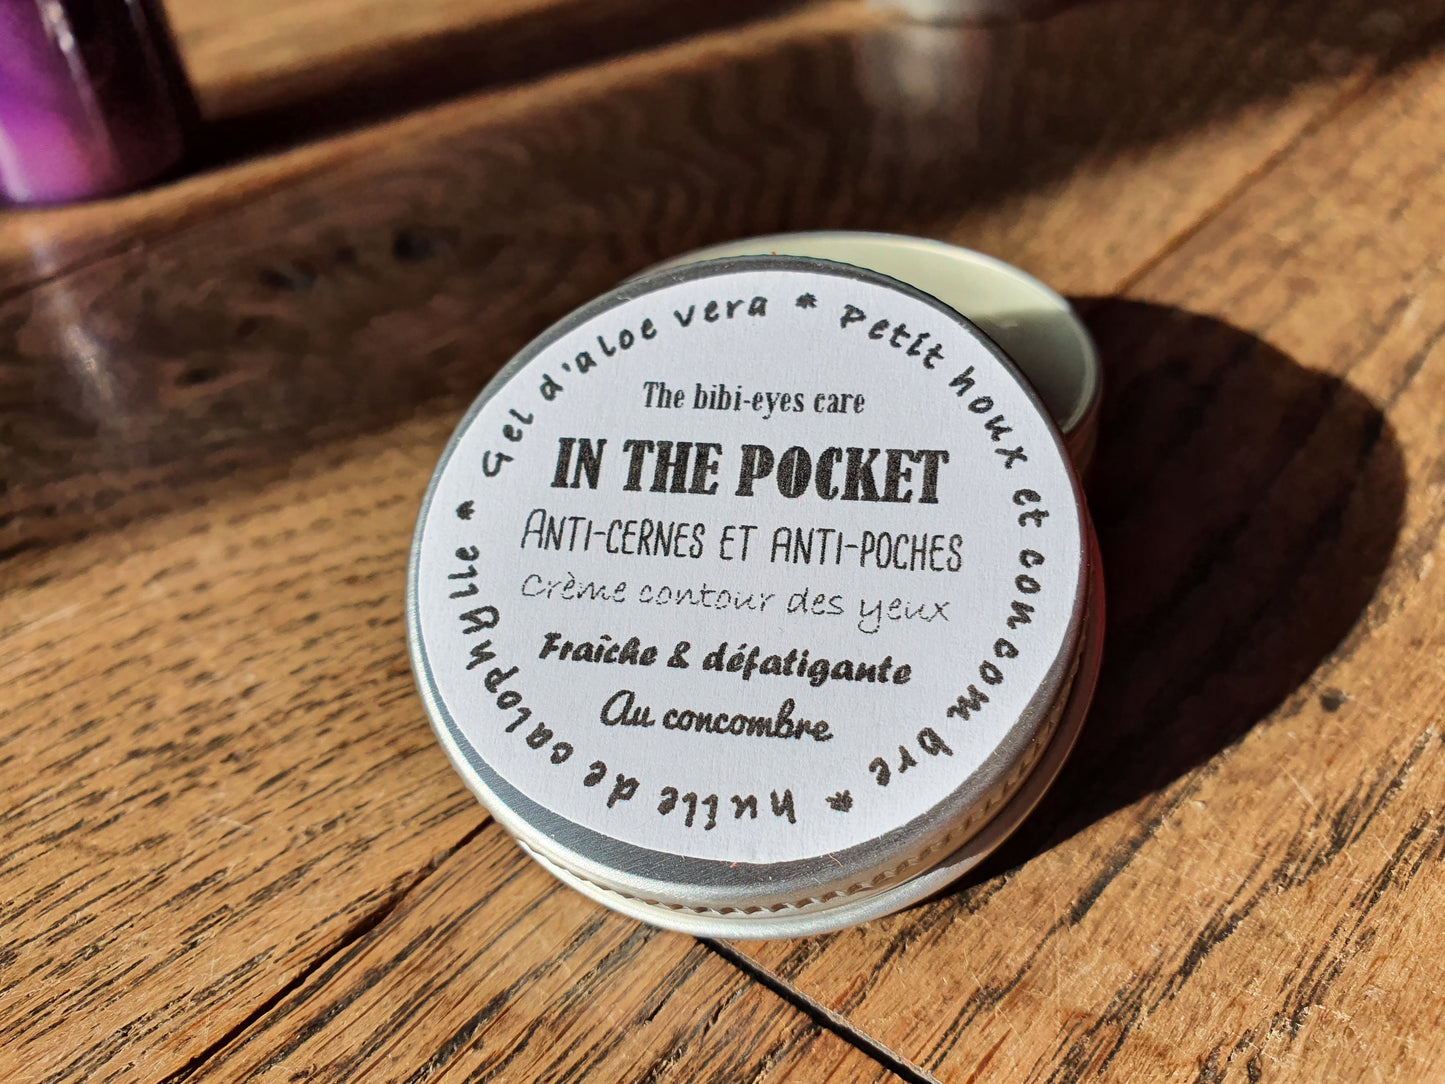 The bibi-eyes care
IN THE POCKET
ANTI-CERNES ET ANTI-POCHES
Crème contour des yeux
Fraîche & défatigante
Au concombre
Gel d'aloe vera * Petit houx et concombre * huile de calophylle *